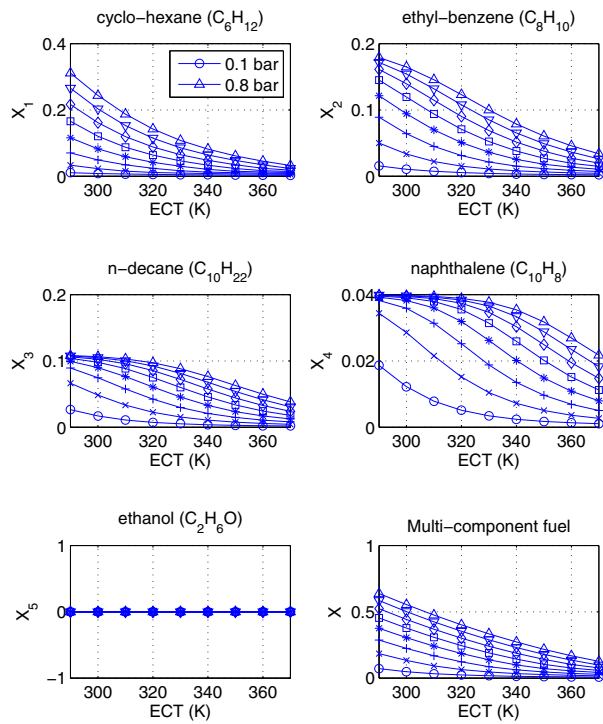 cyclo−hexane (C6H12)
0.4
0.2
0
X1
0.1 bar
0.8 bar
300 320 340 360
ECT (K)
ethyl−benzene (C8H10)
0.2
0.1
0
X2
300 320 340 360
ECT (K)
n−decane (C10H22)
0.2
0.1
0
X3
300 320 340 360
ECT (K)
naphthalene (C10H8)
0.04
0.02
0
X4
300 320 340 360
ECT (K)
ethanol (C2H6O)
1
0
−1
X5
300 320 340 360
ECT (K)
Multi−component fuel
1
0.5
0
X
300 320 340 360
ECT (K)